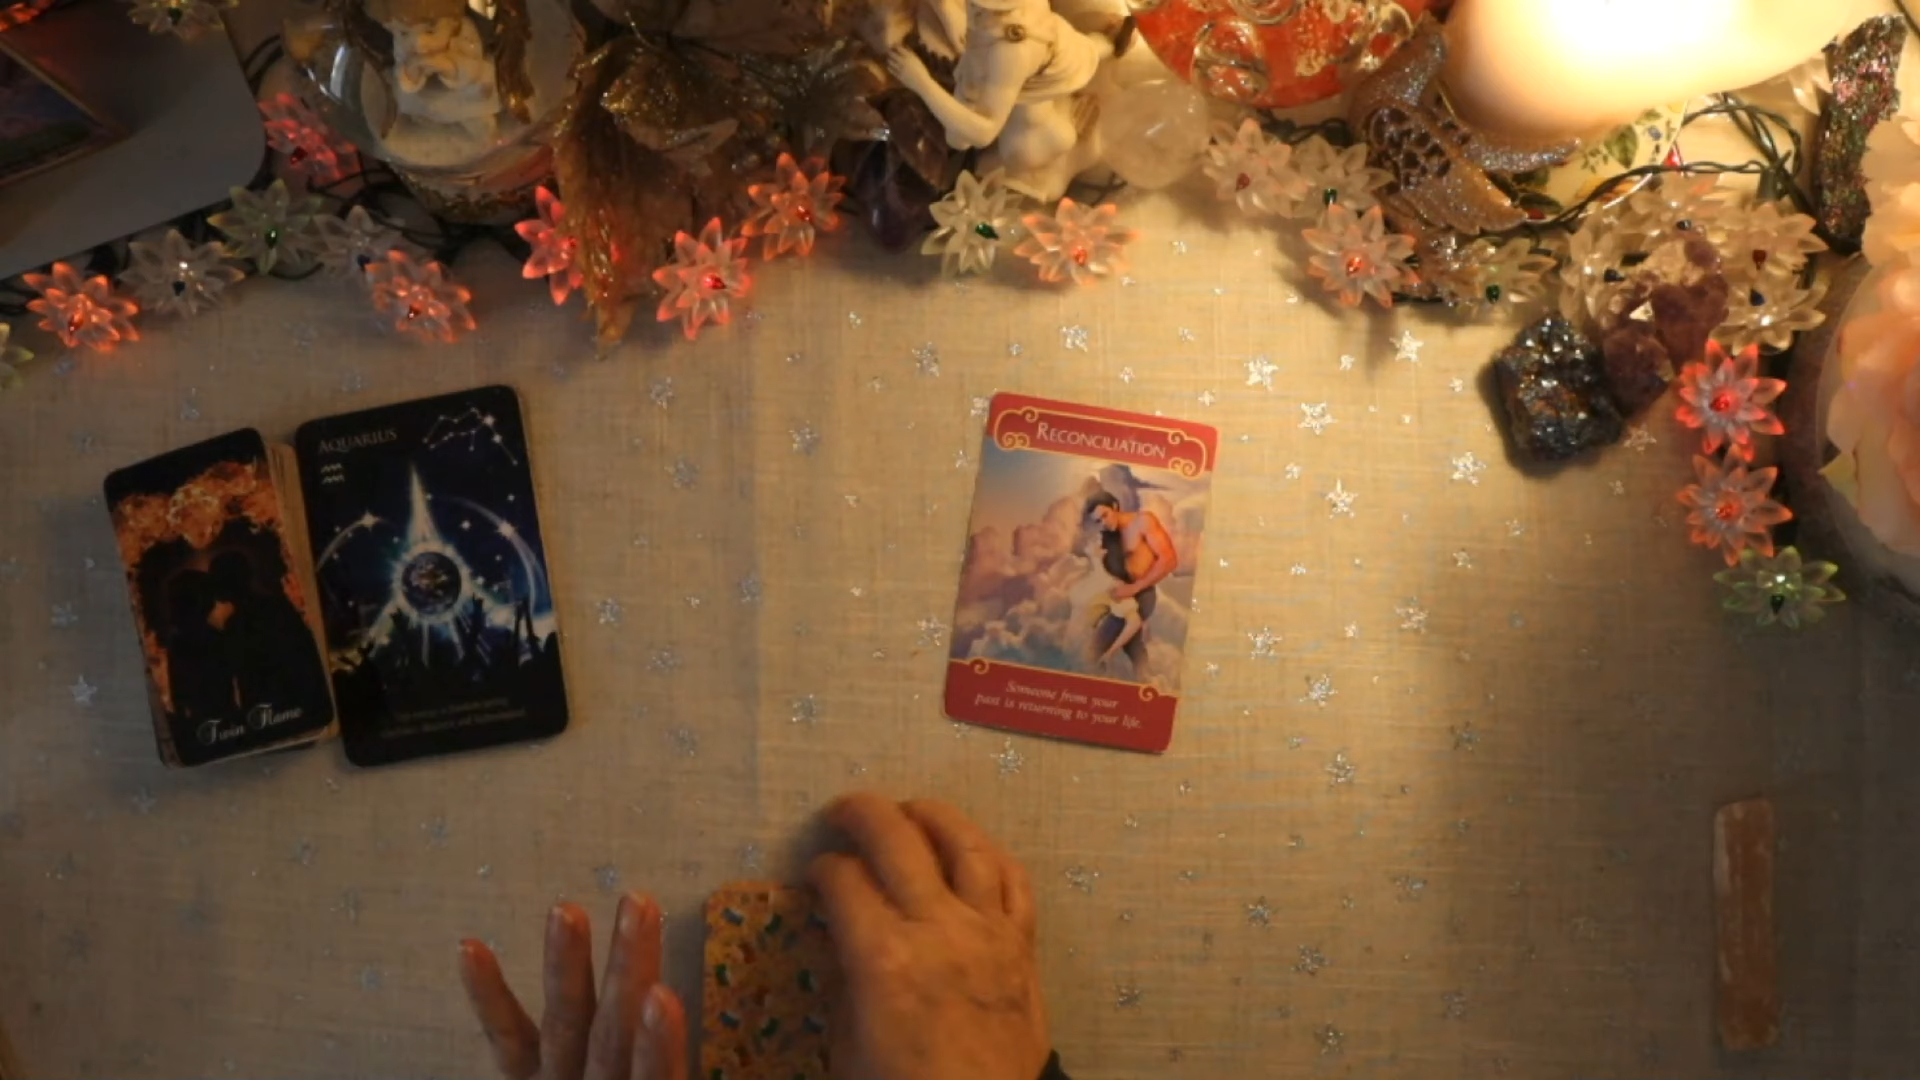 AQUARIUS
Twin Flame
RECONCILIATION
Someone from your
past is returning to your life.